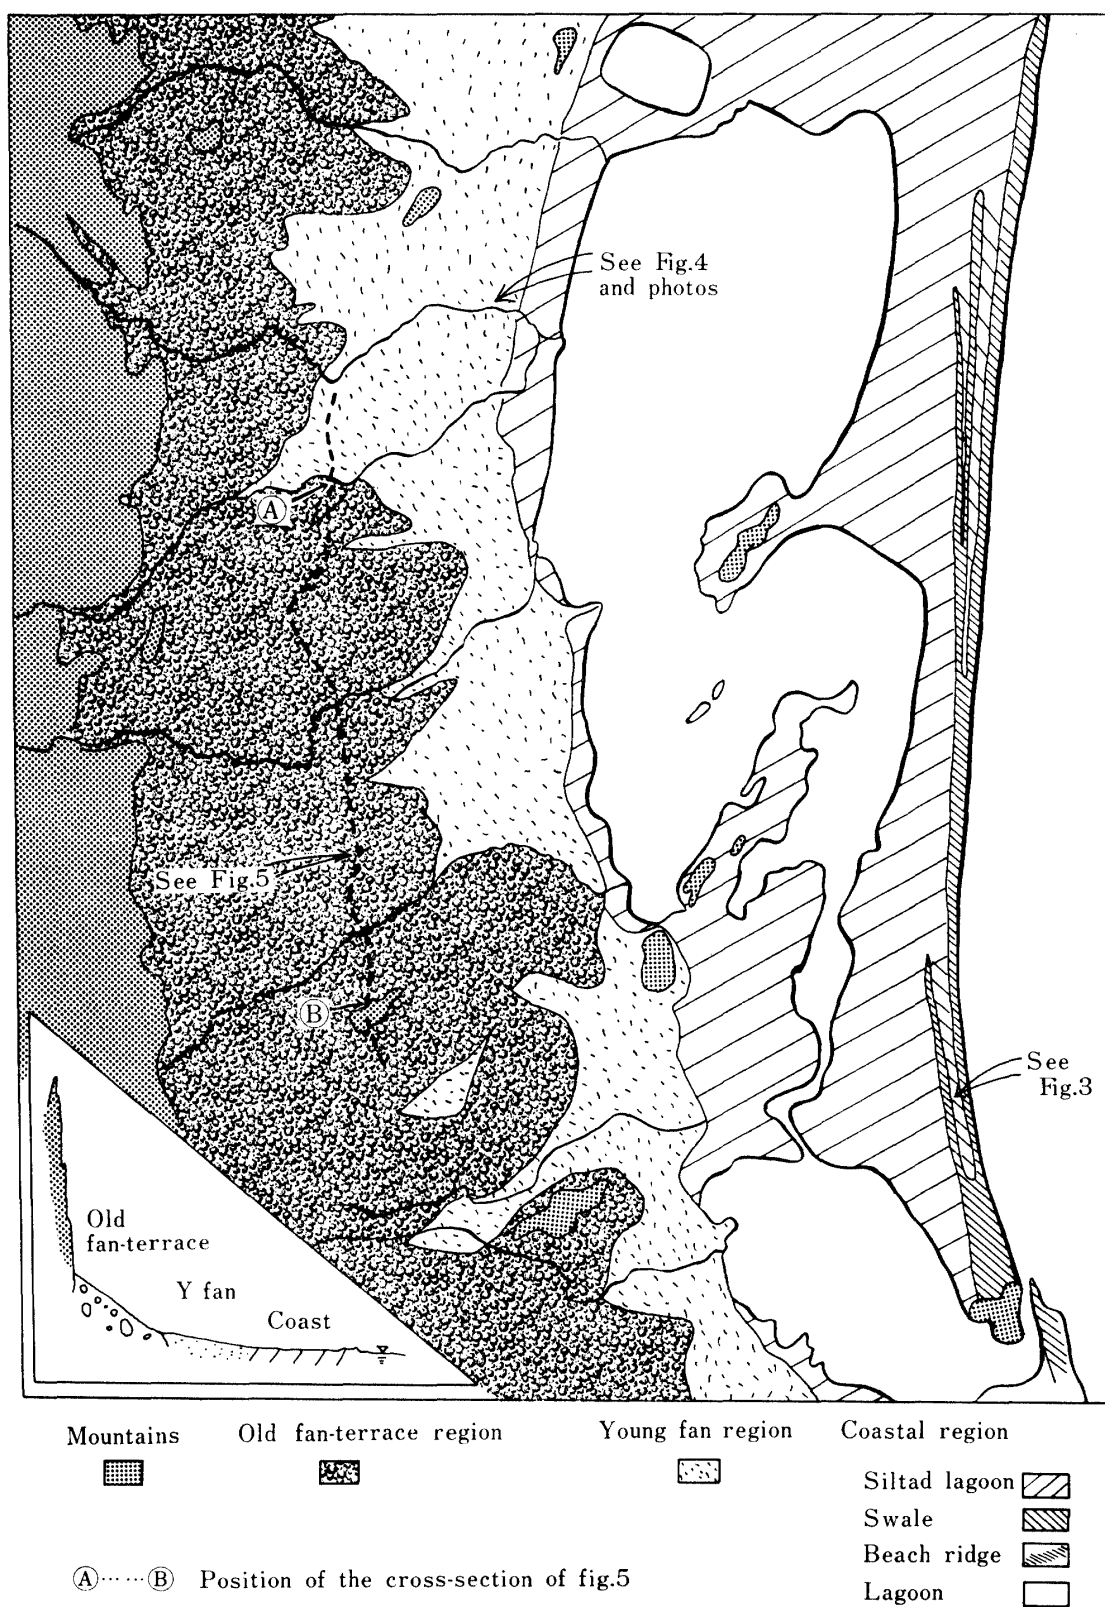 See Fig.4
and photos
Ⓐ
See Fig.5
Ⓑ
See
Fig.3
Old
fan-terrace
Y fan
Coast
Mountains
Old fan-terrace region
Young fan region
Coastal region
Siltad lagoon
Swale
Beach ridge
Lagoon
Ⓐ·····Ⓑ Position of the cross-section of fig.5